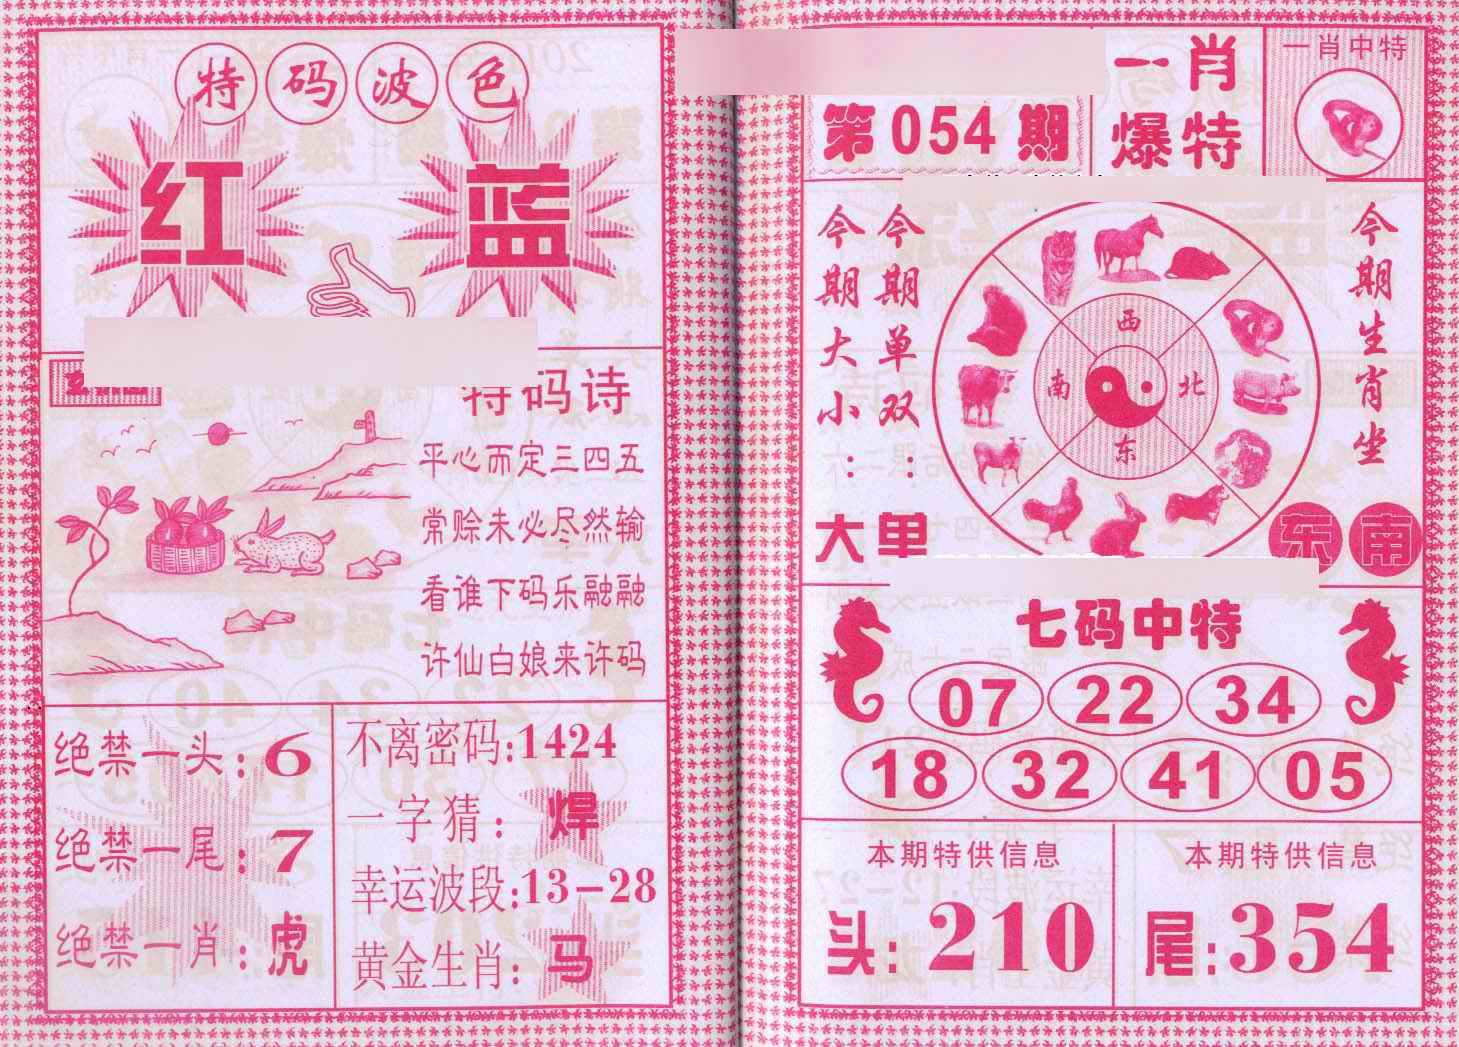 特码波色
红 蓝
特码诗
平心而定三四五
常赊未必尽然输
看谁下码乐融融
许仙白娘来许码
绝禁一头:6
绝禁一尾:7
绝禁一肖:虎
不离密码:1424
一字猜:焊
幸运波段:13-28
黄金生肖:马
第054期
一肖
爆特
一肖中特
今期大小:
大
今期单双:
单
西
南 北
东
今期生肖坐
东南
七码中特
07 22 34
18 32 41 05
本期特供信息
头:210
本期特供信息
尾:354